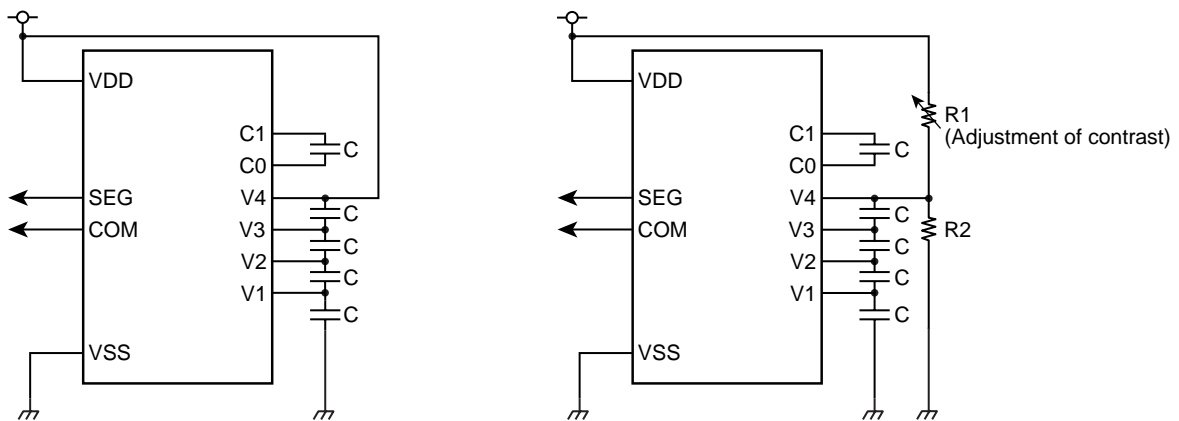 VDD
C1
C
C0
SEG
V4
C
COM
V3
C
V2
C
V1
C
VSS
VDD
R1
(Adjustment of contrast)
C1
C
C0
SEG
V4
C
COM
V3
R2
C
V2
C
V1
C
VSS